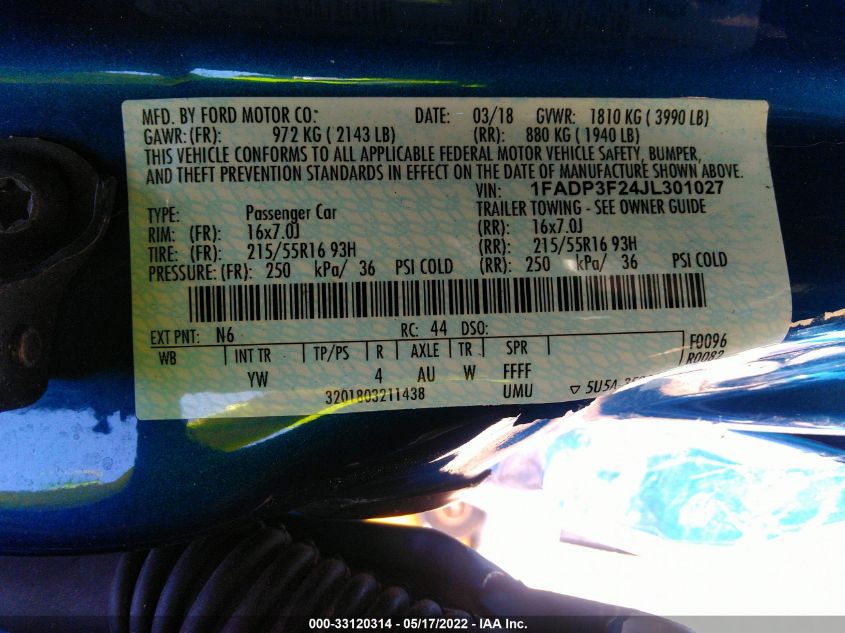 MFD. BY FORD MOTOR CO: DATE: 03/18 GVWR: 1810 KG ( 3990 LB)
GAWR: (FR): 972 KG ( 2143 LB) (RR): 880 KG ( 1940 LB)
THIS VEHICLE CONFORMS TO ALL APPLICABLE FEDERAL MOTOR VEHICLE SAFETY, BUMPER,
AND THEFT PREVENTION STANDARDS IN EFFECT ON THE DATE OF MANUFACTURE SHOWN ABOVE.
VIN: 1FADP3F24JL301027
TYPE: Passenger Car TRAILER TOWING - SEE OWNER GUIDE
RIM: (FR): 16x7.0J (RR): 16x7.0J
TIRE: (FR): 215/55R16 93H (RR): 215/55R16 93H
PRESSURE: (FR): 250 kPa/ 36 PSI COLD (RR): 250 kPa/ 36 PSI COLD
EXT PNT: N6 RC: 44 DSO:
WB INT TR TP/PS R AXLE TR SPR F0096
YW 4 AU W FFFF R0082
3201803211438 UMU ▽ 5U5A
000-33120314 - 05/17/2022 - IAA Inc.